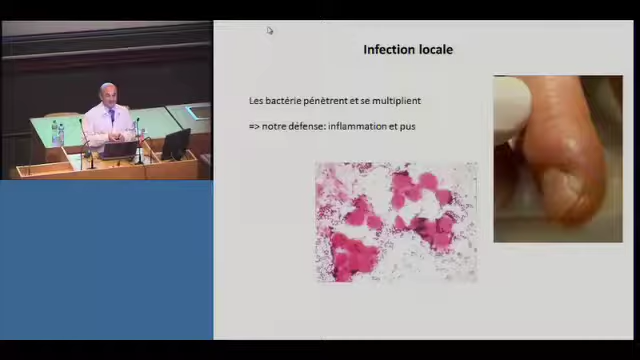 Infection locale
Les bactérie pénètrent et se multiplient
=> notre défense: inflammation et pus